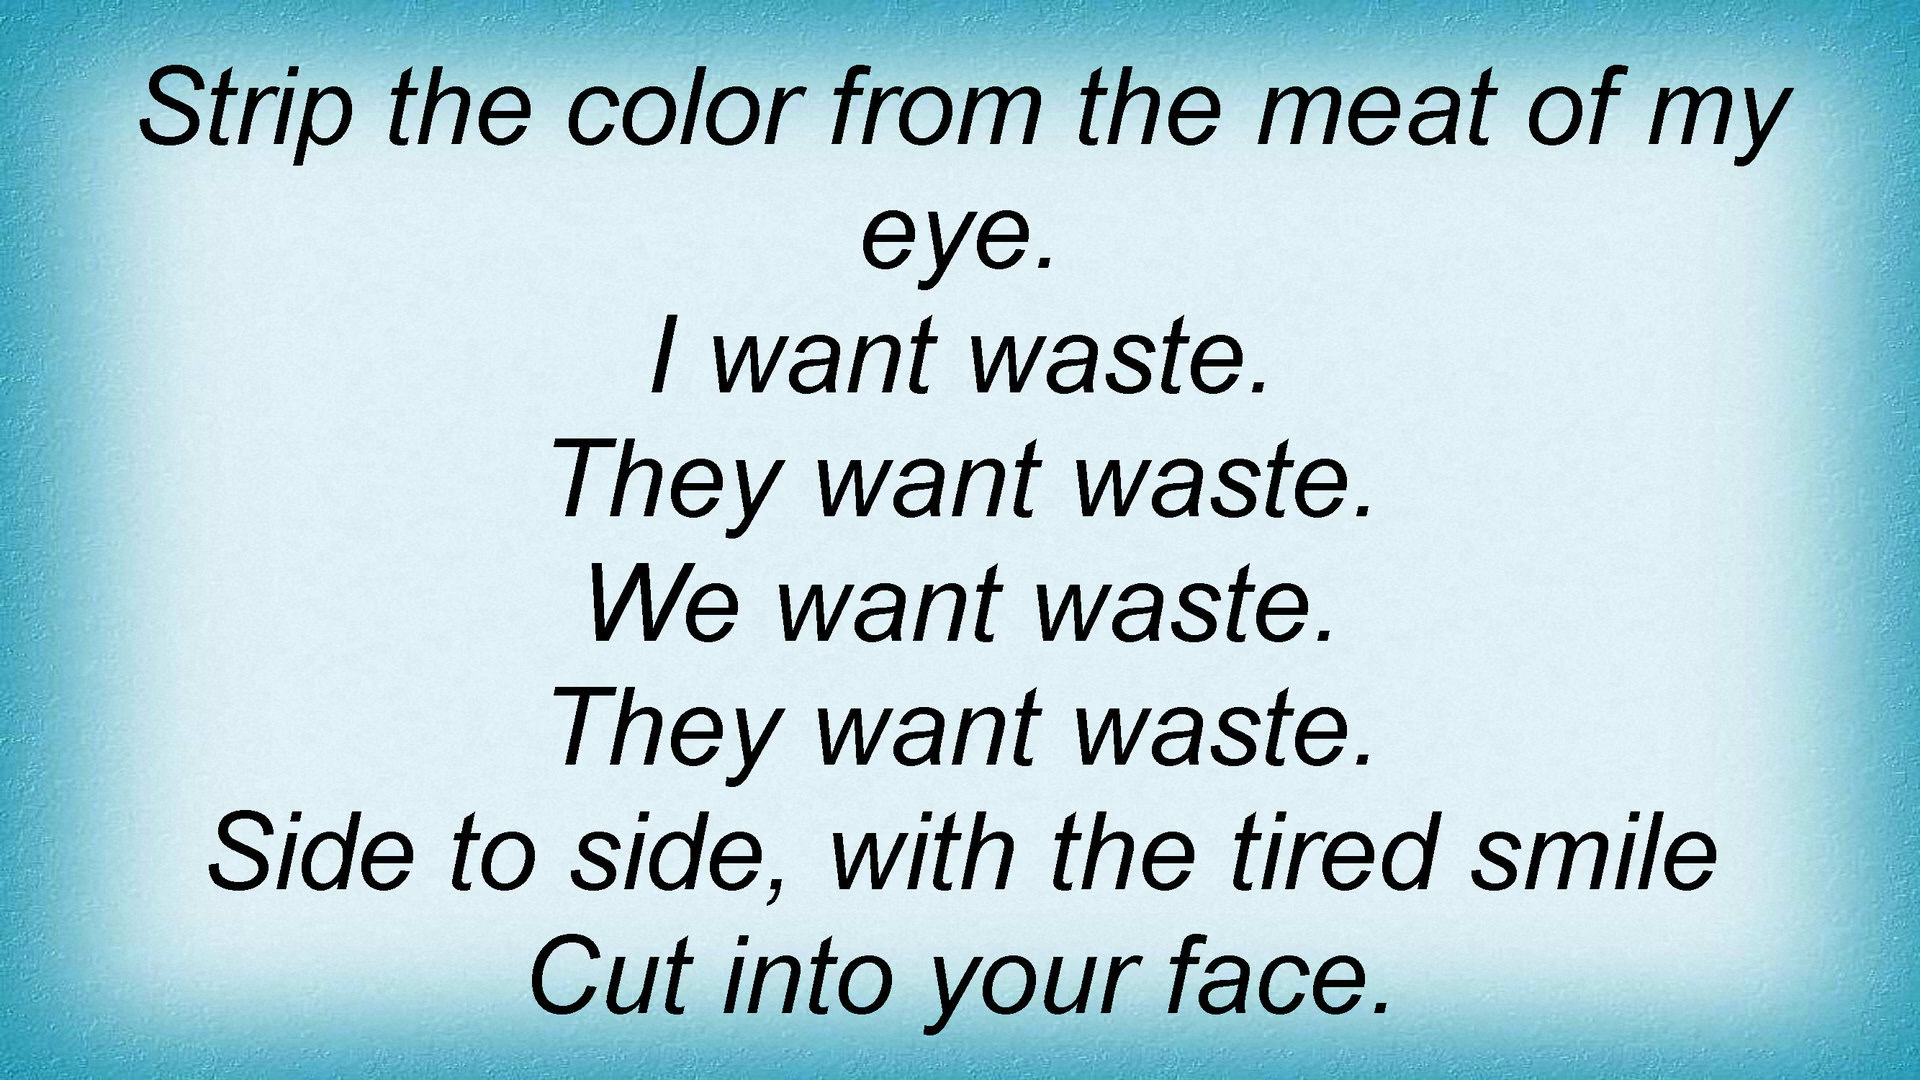 Strip the color from the meat of my
eye.
I want waste.
They want waste.
We want waste.
They want waste.
Side to side, with the tired smile
Cut into your face.